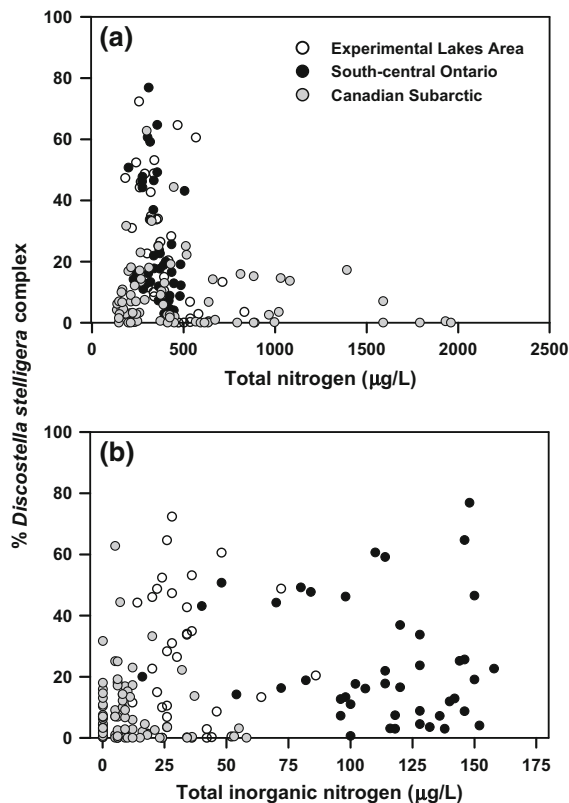 (a)
Experimental Lakes Area
South-central Ontario
Canadian Subarctic
100
80
60
40
20
0
0 500 1000 1500 2000 2500
Total nitrogen (µg/L)
% Discostella stelligera complex
(b)
100
80
60
40
20
0
0 25 50 75 100 125 150 175
Total inorganic nitrogen (µg/L)